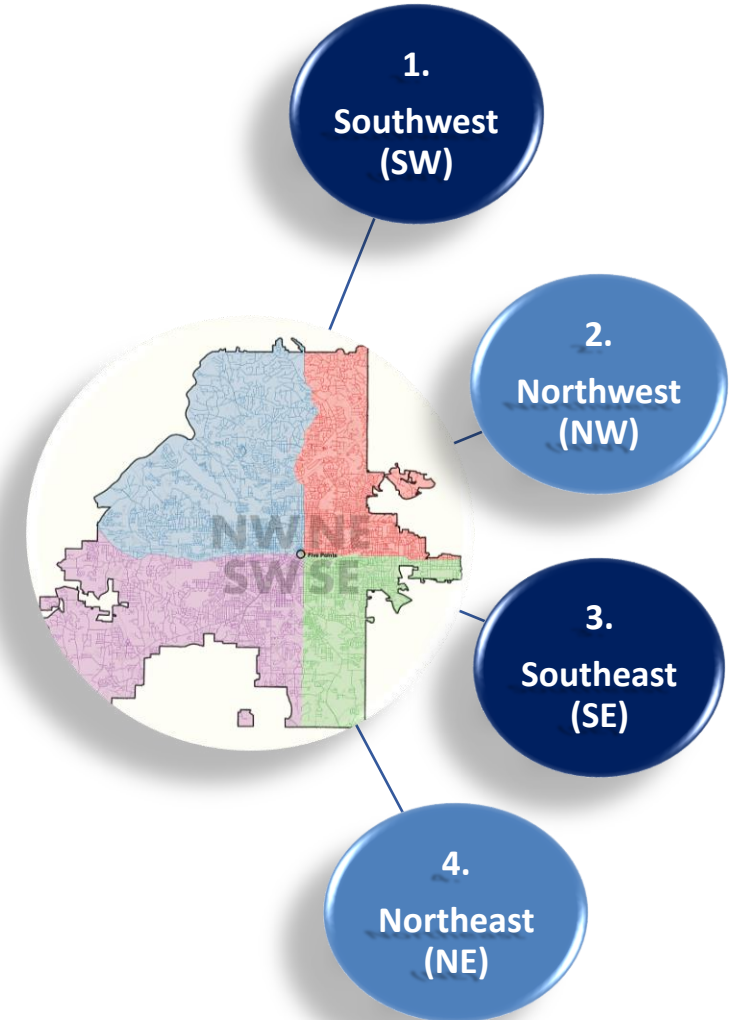 1.
Southwest
(SW)
2.
Northwest
(NW)
NW NE
Five Points
SW SE
3.
Southeast
(SE)
4.
Northeast
(NE)